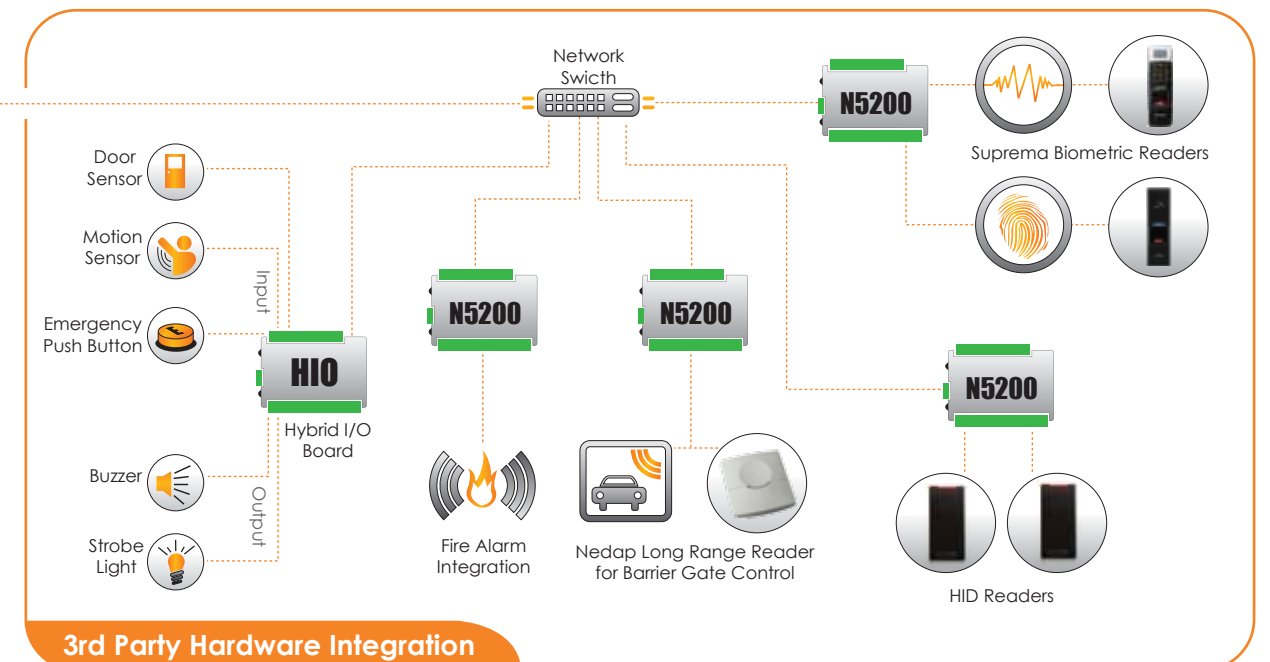 Network
Swicth
N5200
Suprema Biometric Readers
Door
Sensor
Motion
Sensor
Input
Emergency
Push Button
HIO
Hybrid I/O
Board
Buzzer
Output
Strobe
Light
N5200
Fire Alarm
Integration
N5200
Nedap Long Range Reader
for Barrier Gate Control
N5200
HID Readers
3rd Party Hardware Integration